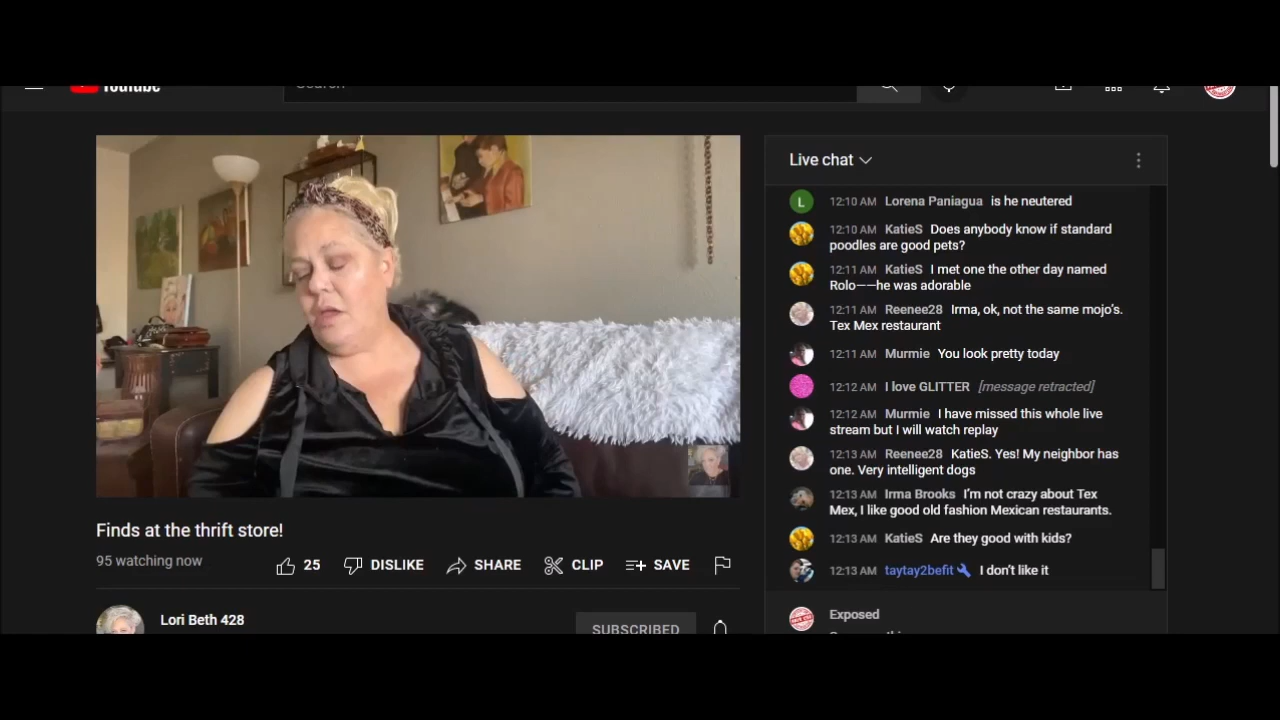 YouTube
Search
Live chat
L
12:10 AM Lorena Paniagua is he neutered
12:10 AM KatieS Does anybody know if standard
poodles are good pets?
12:11 AM KatieS I met one the other day named
Rolo——he was adorable
12:11 AM Reenee28 Irma, ok, not the same mojo's.
Tex Mex restaurant
12:11 AM Murmie You look pretty today
12:12 AM I love GLITTER [message retracted]
12:12 AM Murmie I have missed this whole live
stream but I will watch replay
12:13 AM Reenee28 KatieS. Yes! My neighbor has
one. Very intelligent dogs
12:13 AM Irma Brooks I'm not crazy about Tex
Mex, I like good old fashion Mexican restaurants.
12:13 AM KatieS Are they good with kids?
12:13 AM taytay2befit I don't like it
Exposed
Finds at the thrift store!
95 watching now
25 DISLIKE SHARE CLIP SAVE
Lori Beth 428
SUBSCRIBED